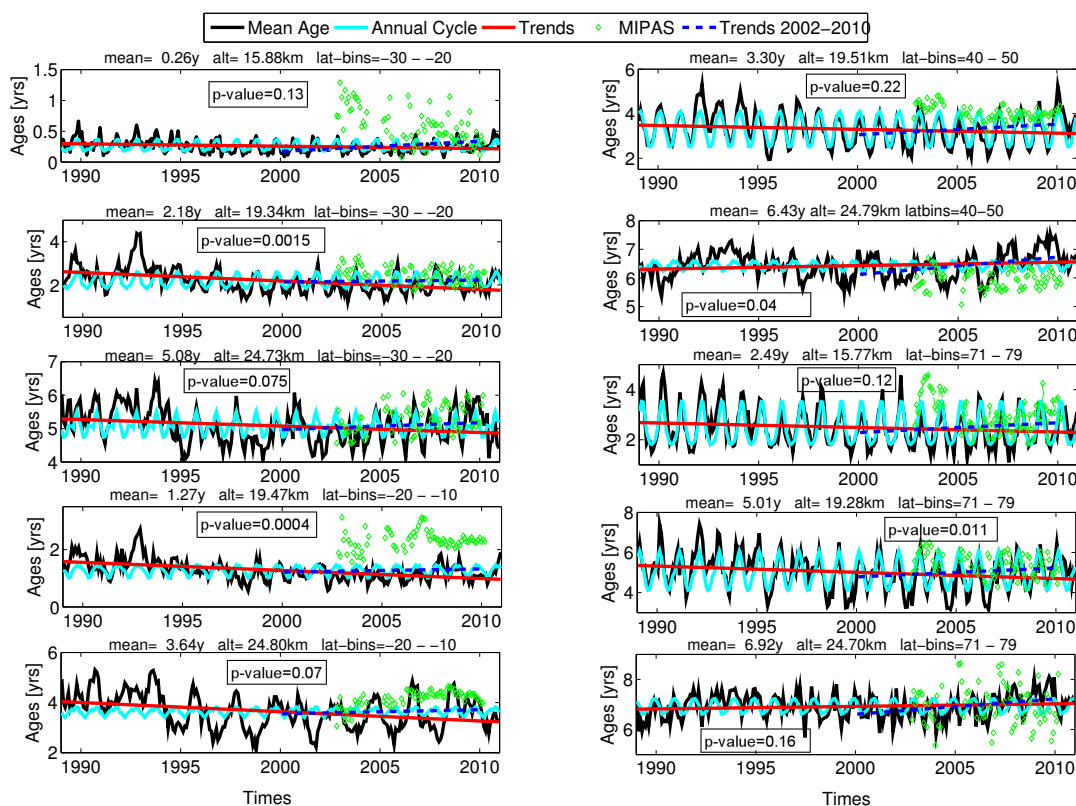 Mean Age Annual Cycle Trends MIPAS Trends 2002−2010
mean= 0.26y alt= 15.88km lat−bins=−30 − −20
p-value=0.13
1.5
1
0.5
0
Ages [yrs]
1990 1995 2000 2005 2010
mean= 2.18y alt= 19.34km lat−bins= −30 − −20
p-value=0.0015
4
2
0
Ages [yrs]
1990 1995 2000 2005 2010
mean= 5.08y alt= 24.73km lat−bins= −30 − −20
p-value=0.075
7
6
5
4
Ages [yrs]
1990 1995 2000 2005 2010
mean= 1.27y alt= 19.47km lat−bins=−20 − −10
p-value=0.0004
2
0
Ages [yrs]
1990 1995 2000 2005 2010
mean= 3.64y alt= 24.80km lat−bins=−20 − −10
p-value=0.07
6
4
2
Ages [yrs]
1990 1995 2000 2005 2010
Times
mean= 3.30y alt= 19.51km lat−bins=40 − 50
p-value=0.22
6
4
2
Ages [yrs]
1990 1995 2000 2005 2010
mean= 6.43y alt= 24.79km latbins=40−50
p-value=0.04
8
7
6
5
Ages [yrs]
1990 1995 2000 2005 2010
mean= 2.49y alt= 15.77km lat−bins=71 − 79
p-value=0.12
4
2
Ages [yrs]
1990 1995 2000 2005 2010
mean= 5.01y alt= 19.28km lat−bins=71 − 79
p-value=0.011
8
6
4
Ages [yrs]
1990 1995 2000 2005 2010
mean= 6.92y alt= 24.70km lat−bins=71 − 79
p-value=0.16
8
6
Ages [yrs]
1990 1995 2000 2005 2010
Times